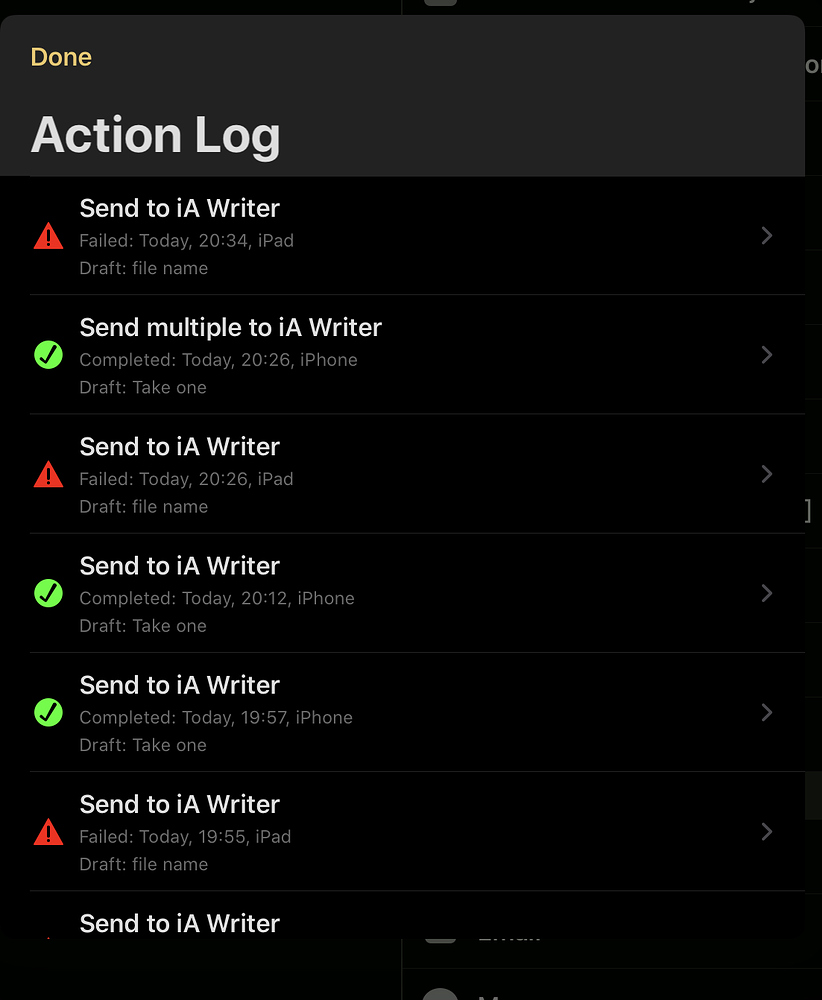 Done
Action Log
Send to iA Writer
Failed: Today, 20:34, iPad
Draft: file name
Send multiple to iA Writer
Completed: Today, 20:26, iPhone
Draft: Take one
Send to iA Writer
Failed: Today, 20:26, iPad
Draft: file name
Send to iA Writer
Completed: Today, 20:12, iPhone
Draft: Take one
Send to iA Writer
Completed: Today, 19:57, iPhone
Draft: Take one
Send to iA Writer
Failed: Today, 19:55, iPad
Draft: file name
Send to iA Writer